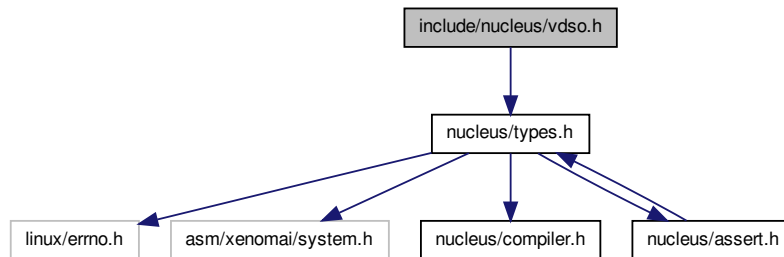 include/nucleus/vdso.h
nucleus/types.h
linux/errno.h
asm/xenomai/system.h
nucleus/compiler.h
nucleus/assert.h